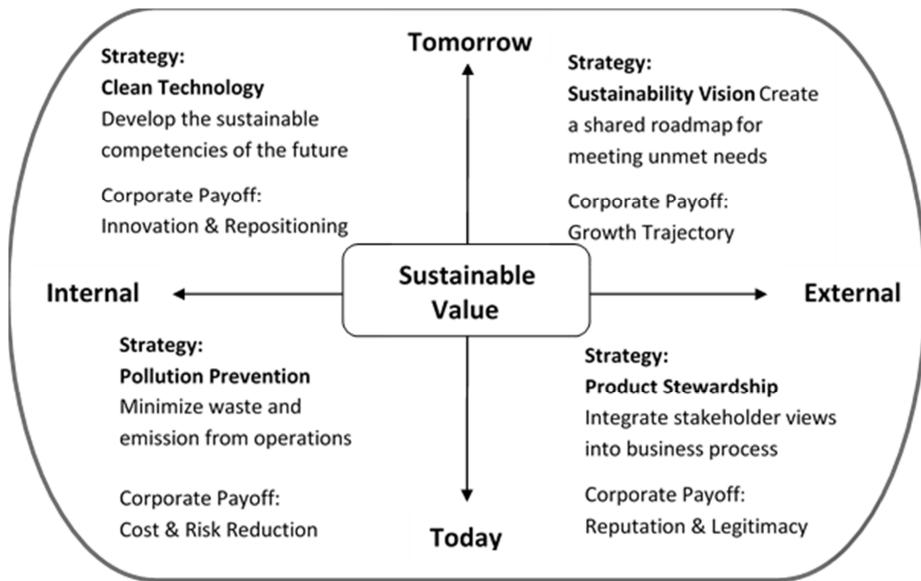 Tomorrow
Strategy:
Clean Technology
Develop the sustainable
competencies of the future
Corporate Payoff:
Innovation & Repositioning
Strategy:
Sustainability Vision Create
a shared roadmap for
meeting unmet needs
Corporate Payoff:
Growth Trajectory
Internal
Sustainable
Value
External
Strategy:
Pollution Prevention
Minimize waste and
emission from operations
Corporate Payoff:
Cost & Risk Reduction
Strategy:
Product Stewardship
Integrate stakeholder views
into business process
Corporate Payoff:
Reputation & Legitimacy
Today